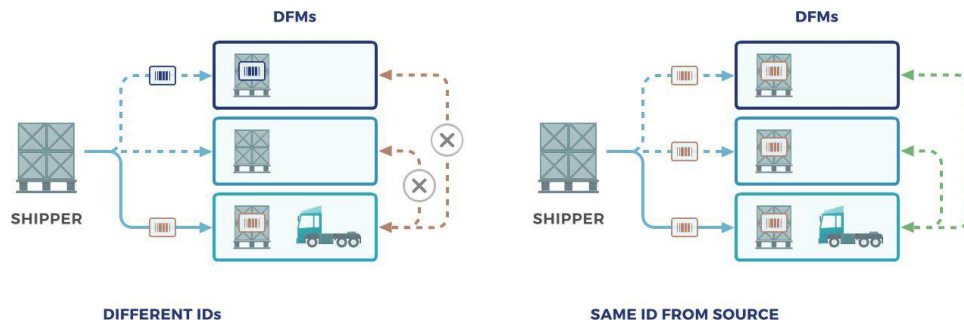 DFMs
SHIPPER
DIFFERENT IDs
DFMs
SHIPPER
SAME ID FROM SOURCE